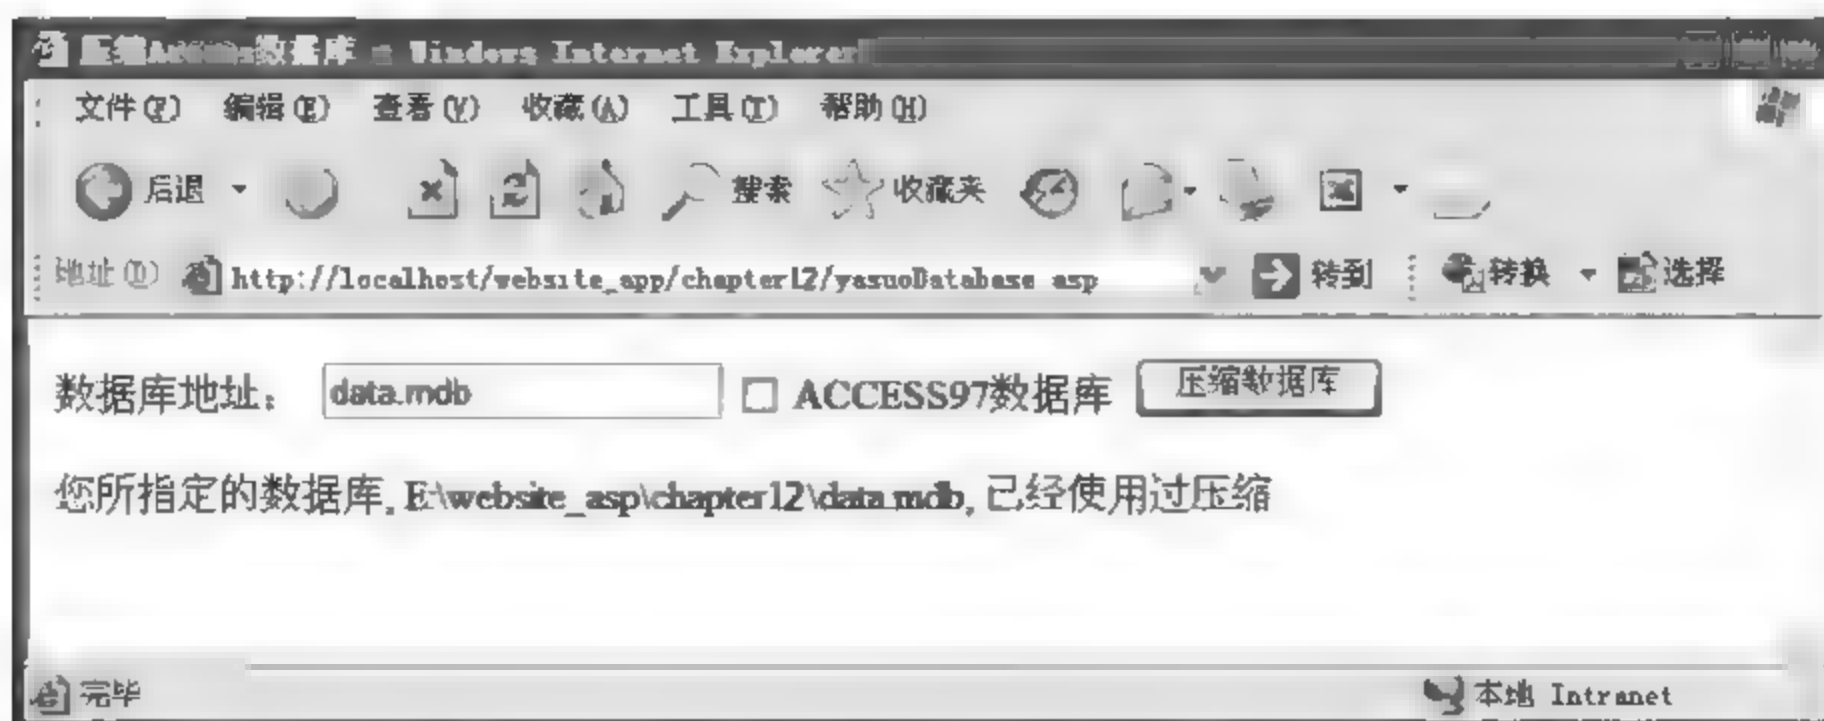 压缩Access数据库 - Windows Internet Explorer
文件(F) 编辑(E) 查看(V) 收藏(A) 工具(T) 帮助(H)
后退 搜索 收藏夹
地址(D) http://localhost/website_app/chapter12/yasuoDatabase asp 转到 转换 选择
数据库地址: data.mdb ACCESS97数据库 压缩数据库
您所指定的数据库, E:\website_asp\chapter12\data.mdb, 已经使用过压缩
完毕 本地 Intranet